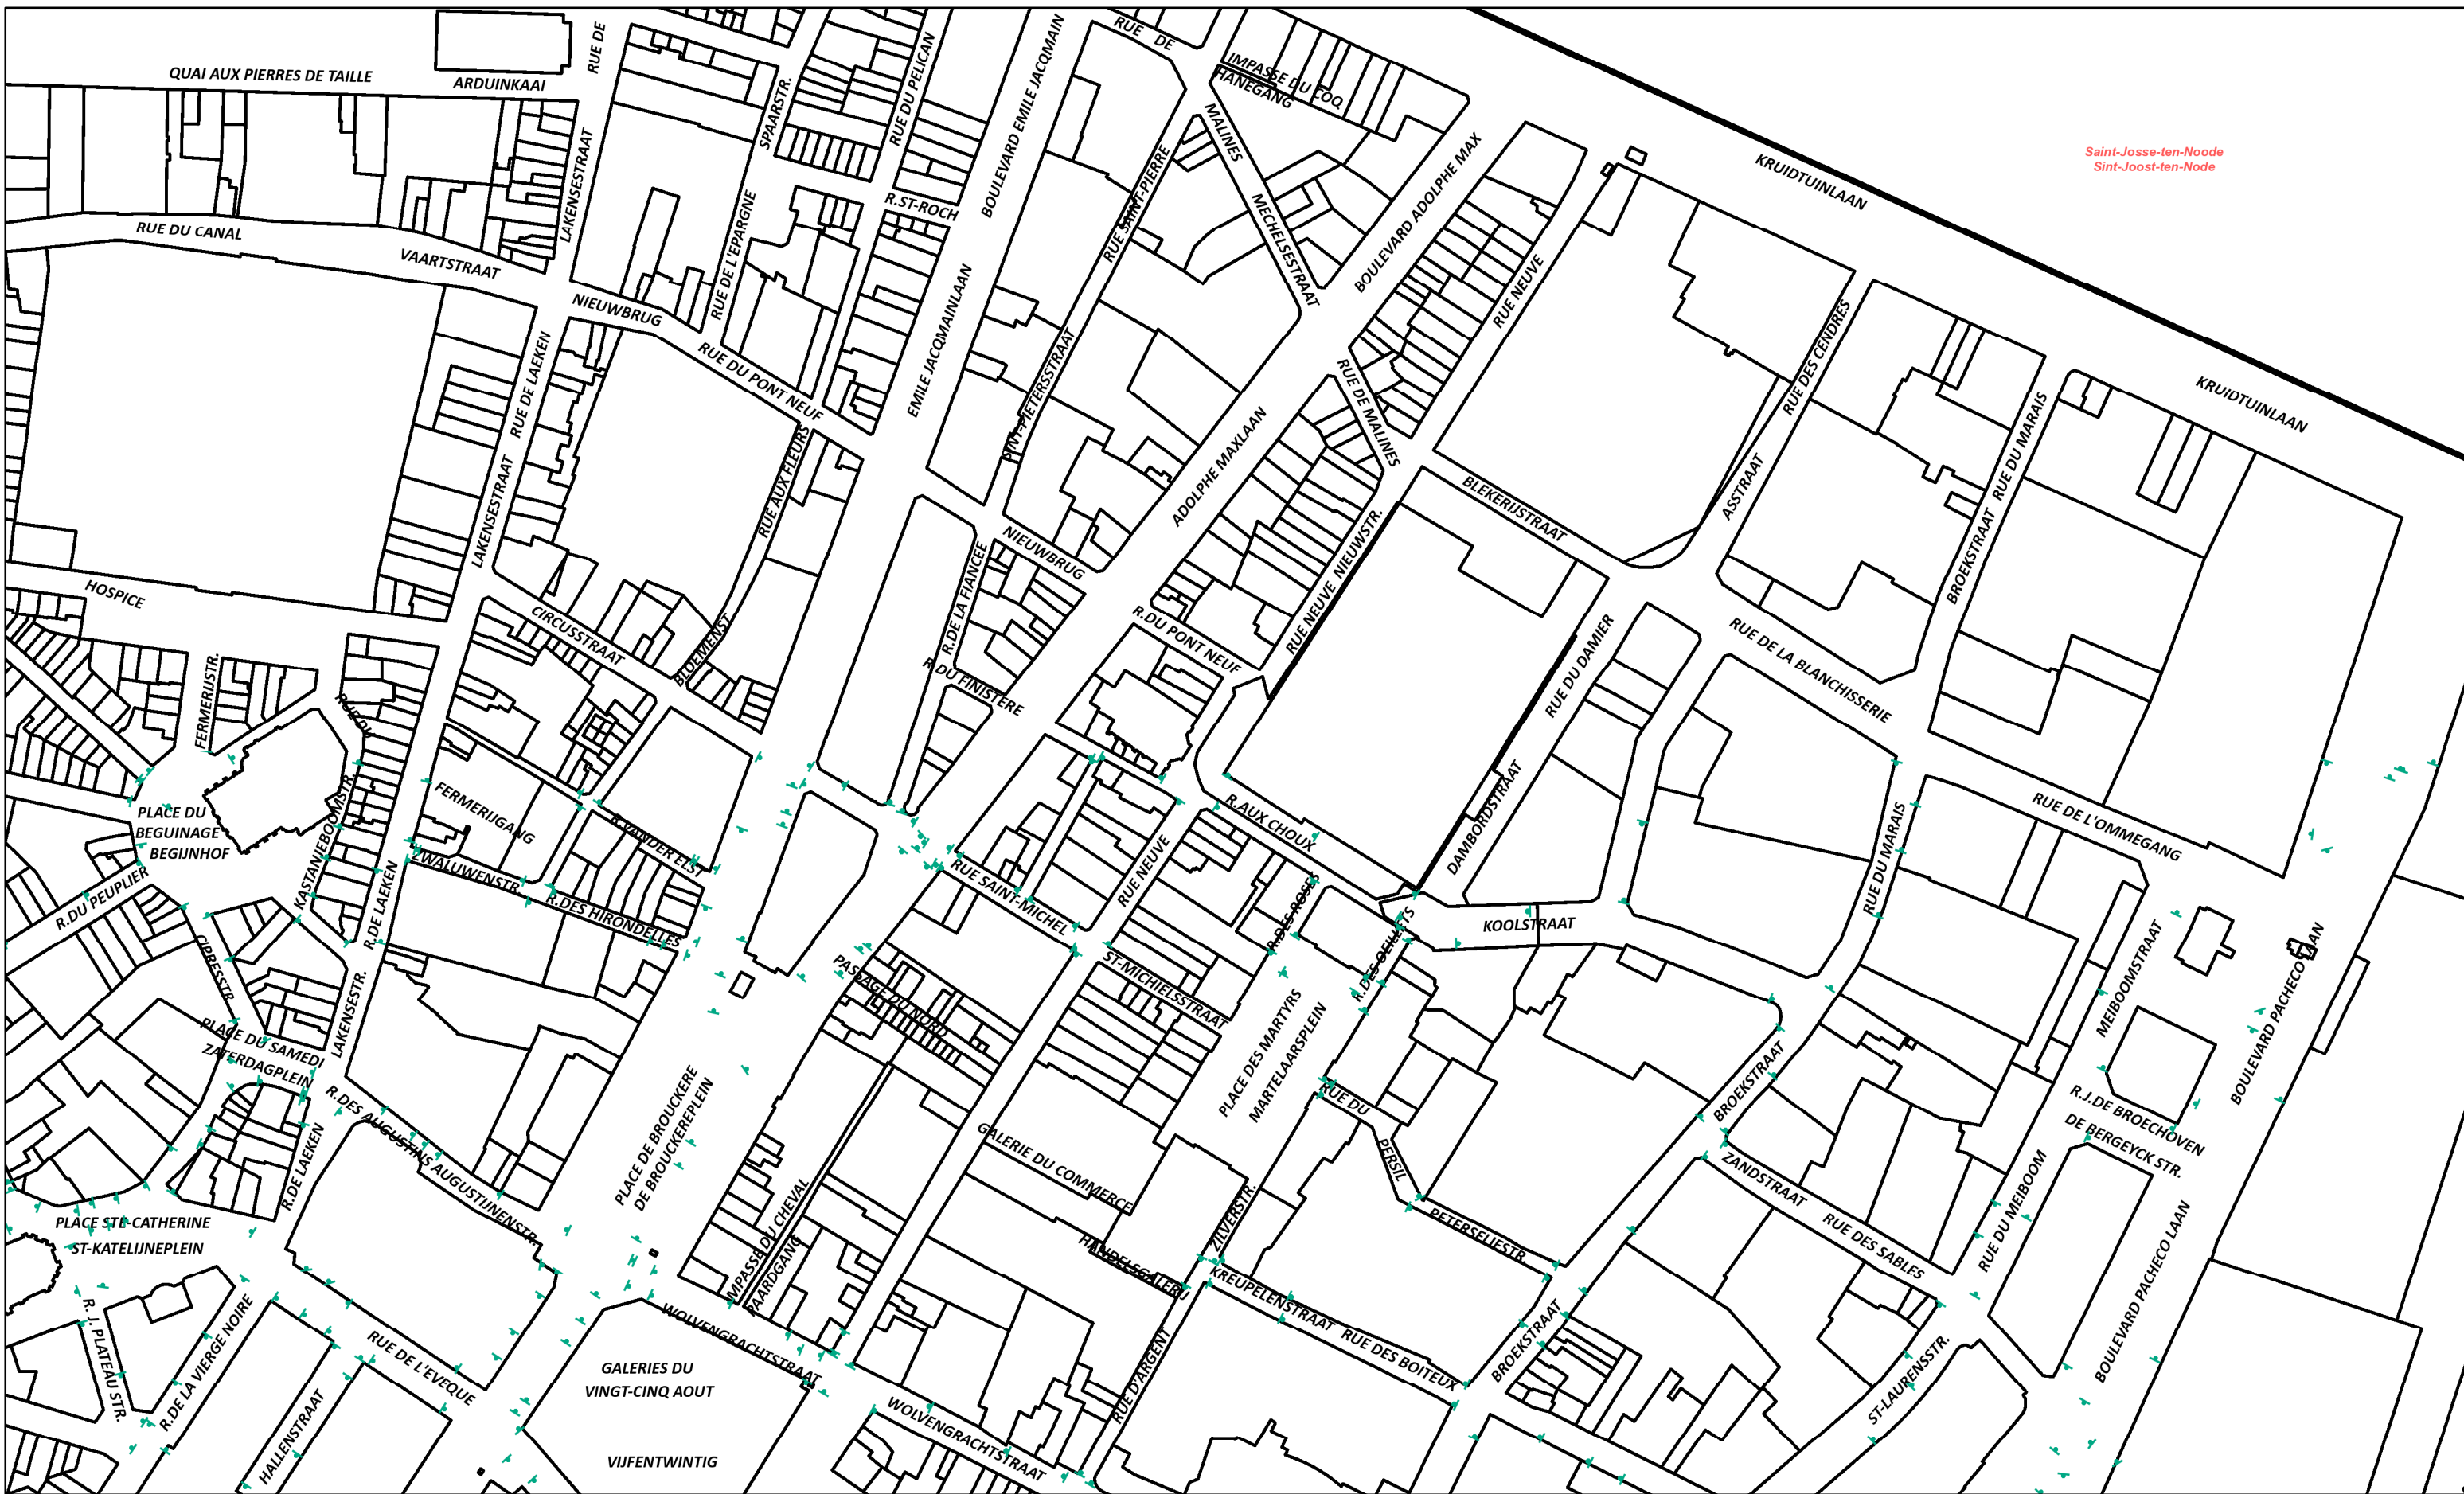 RUE DE
QUAI AUX PIERRES DE TAILLE
ARDUINKAAI
RUE DE
LAKENSESTRAAT
SPAARSTR.
RUE DU PELICAN
BOULEVARD EMILE JACQMAIN
IMPASSE DU COQ
HANEGANG
MALINES
MECHELSESTRAAT
BOULEVARD ADOLPHE MAX
KRUIDTUINLAAN
Saint-Josse-ten-Noode
Sint-Joost-ten-Node
RUE DU CANAL
VAARTSTRAAT
R.ST-ROCH
RUE SAINT-PIERRE
RUE DE L'EPARGNE
NIEUWBRUG
RUE DU PONT NEUF
EMILE JACQMAINLAAN
SINT-PIETERSSTRAAT
RUE NEUVE
RUE DE MALINES
RUE DES CENDRES
ASSTRAAT
KRUIDTUINLAAN
RUE DE LAEKEN
LAKENSESTRAAT
RUE AUX FLEURS
BLOEMENST
ADOLPHE MAXLAAN
BLEKERIJSTRAAT
RUE DU MARAIS
BROEKSTRAAT
HOSPICE
CIRCUSSTRAAT
NIEUWBRUG
R.DE LA FIANCEE
R.DU FINISTERE
R.DU PONT NEUF
RUE NEUVE NIEUWSTR.
RUE DU DAMIER
DAMBORDSTRAAT
RUE DE LA BLANCHISSERIE
FERMERIJSTR.
RUE DU
PLACE DU
BEGUINAGE
BEGIJNHOF
KASTANJEBOOMSTR.
FERMERIJGANG
R.VANDER ELST
ZWALUWENSTR.
R.DES HIRONDELLES
R.DE LAEKEN
R.DU PEUPLIER
CIPRESSTR.
LAKENSESTR.
RUE SAINT-MICHEL
RUE NEUVE
R.AUX CHOUX
R.DES ROSES
R.DES OEILLETS
KOOLSTRAAT
RUE DU MARAIS
RUE DE L'OMMEGANG
MEIBOOMSTRAAT
BOULEVARD PACHECO LAAN
PASSAGE DU NORD
ST-MICHIELSSTRAAT
PLACE DES MARTYRS
MARTELAARSPLEIN
PLACE DU SAMEDI
ZATERDAGPLEIN
R.DES AUGUSTINS AUGUSTIJNENSTR.
PLACE DE BROUCKERE
DE BROUCKEREPLEIN
RUE DU
PERSIL
PETERSELIESTR.
BROEKSTRAAT
R.J.DE BROECHOVEN
DE BERGEYCK STR.
GALERIE DU COMMERCE
HANDELSGALERIJ
ZILVERSTR.
ZANDSTRAAT
RUE DES SABLES
RUE DU MEIBOOM
R.DE LAEKEN
PLACE STE-CATHERINE
ST-KATELIJNEPLEIN
IMPASSE DU CHEVAL
PAARDGANG
KREUPELENSTRAAT RUE DES BOITEUX
BROEKSTRAAT
BOULEVARD PACHECO LAAN
R.J. PLATEAU STR.
R.DE LA VIERGE NOIRE
RUE DE L'EVEQUE
HALLENSTRAAT
WOLVENGRACHTSTRAAT
GALERIES DU
VINGT-CINQ AOUT
VIJFENTWINTIG
WOLVENGRACHTSTRAAT
RUE D'ARGENT
ST-LAURENSSTR.